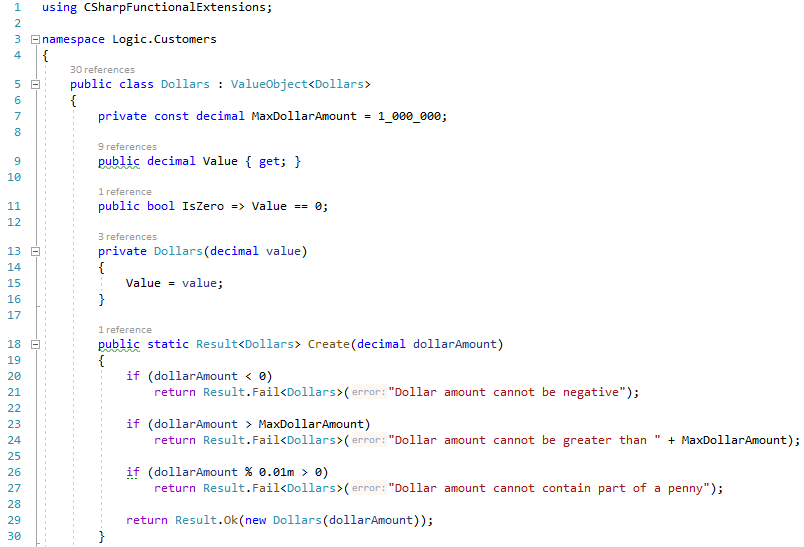 1 using CSharpFunctionalExtensions;
2
3 namespace Logic.Customers
4 {
30 references
5 public class Dollars : ValueObject<Dollars>
6 {
7 private const decimal MaxDollarAmount = 1_000_000;
8
9 references
9 public decimal Value { get; }
10
1 reference
11 public bool IsZero => Value == 0;
12
3 references
13 private Dollars(decimal value)
14 {
15 Value = value;
16 }
17
1 reference
18 public static Result<Dollars> Create(decimal dollarAmount)
19 {
20 if (dollarAmount < 0)
21 return Result.Fail<Dollars>(error: "Dollar amount cannot be negative");
22
23 if (dollarAmount > MaxDollarAmount)
24 return Result.Fail<Dollars>(error: "Dollar amount cannot be greater than " + MaxDollarAmount);
25
26 if (dollarAmount % 0.01m > 0)
27 return Result.Fail<Dollars>(error: "Dollar amount cannot contain part of a penny");
28
29 return Result.Ok(new Dollars(dollarAmount));
30 }